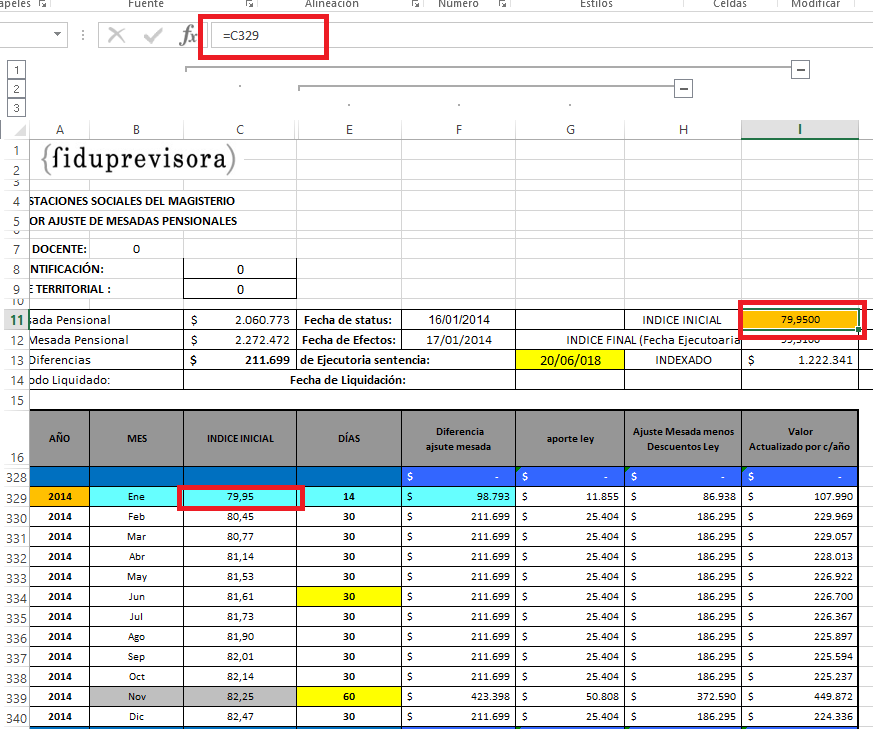 apeles Fuente Alineación Número Estilos Celdas Modificar
fx =C329
1
2
3
A B C E F G H I
1 {fiduprevisora)
2
3
4 STACIONES SOCIALES DEL MAGISTERIO
5 OR AJUSTE DE MESADAS PENSIONALES
6
7 DOCENTE: 0
8 NTIFICACIÓN: 0
9 E TERRITORIAL : 0
10
11 sada Pensional $ 2.060.773 Fecha de status: 16/01/2014 INDICE INICIAL 79,9500
12 Mesada Pensional $ 2.272.472 Fecha de Efectos: 17/01/2014 INDICE FINAL (Fecha Ejecutoaria
13 Diferencias $ 211.699 de Ejecutoria sentencia: 20/06/018 INDEXADO $ 1.222.341
14 odo Liquidado: Fecha de Liquidación:
15
16 AÑO MES INDICE INICIAL DÍAS Diferencia ajsute mesada aporte ley Ajuste Mesada menos Descuentos Ley Valor Actualizado por c/año
328 $ - $ - $ - $ -
329 2014 Ene 79,95 14 $ 98.793 $ 11.855 $ 86.938 $ 107.990
330 2014 Feb 80,45 30 $ 211.699 $ 25.404 $ 186.295 $ 229.969
331 2014 Mar 80,77 30 $ 211.699 $ 25.404 $ 186.295 $ 229.057
332 2014 Abr 81,14 30 $ 211.699 $ 25.404 $ 186.295 $ 228.013
333 2014 May 81,53 30 $ 211.699 $ 25.404 $ 186.295 $ 226.922
334 2014 Jun 81,61 30 $ 211.699 $ 25.404 $ 186.295 $ 226.700
335 2014 Jul 81,73 30 $ 211.699 $ 25.404 $ 186.295 $ 226.367
336 2014 Ago 81,90 30 $ 211.699 $ 25.404 $ 186.295 $ 225.897
337 2014 Sep 82,01 30 $ 211.699 $ 25.404 $ 186.295 $ 225.594
338 2014 Oct 82,14 30 $ 211.699 $ 25.404 $ 186.295 $ 225.237
339 2014 Nov 82,25 60 $ 423.398 $ 50.808 $ 372.590 $ 449.872
340 2014 Dic 82,47 30 $ 211.699 $ 25.404 $ 186.295 $ 224.336